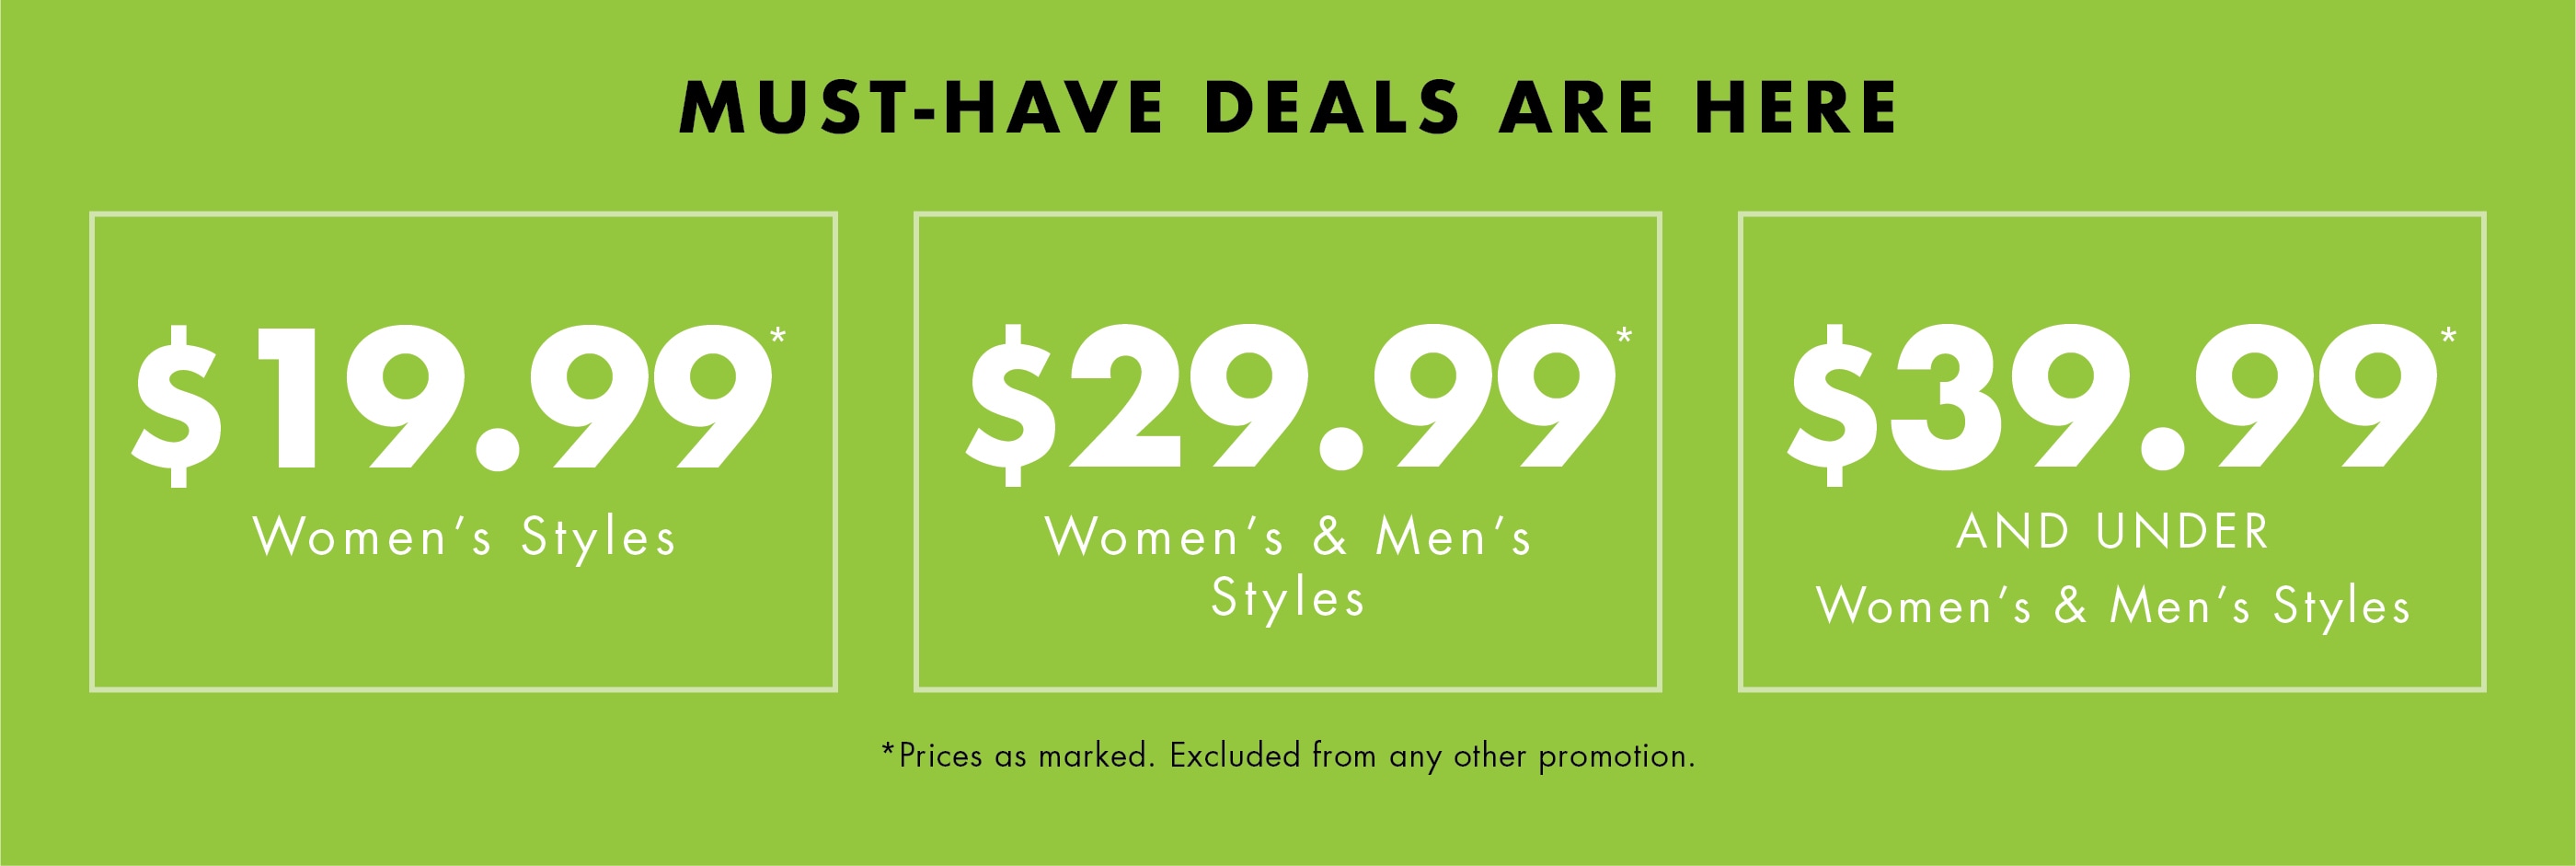 MUST-HAVE DEALS ARE HERE
$19.99*
Women’s Styles
$29.99*
Women’s & Men’s
Styles
$39.99*
AND UNDER
Women’s & Men’s Styles
*Prices as marked. Excluded from any other promotion.